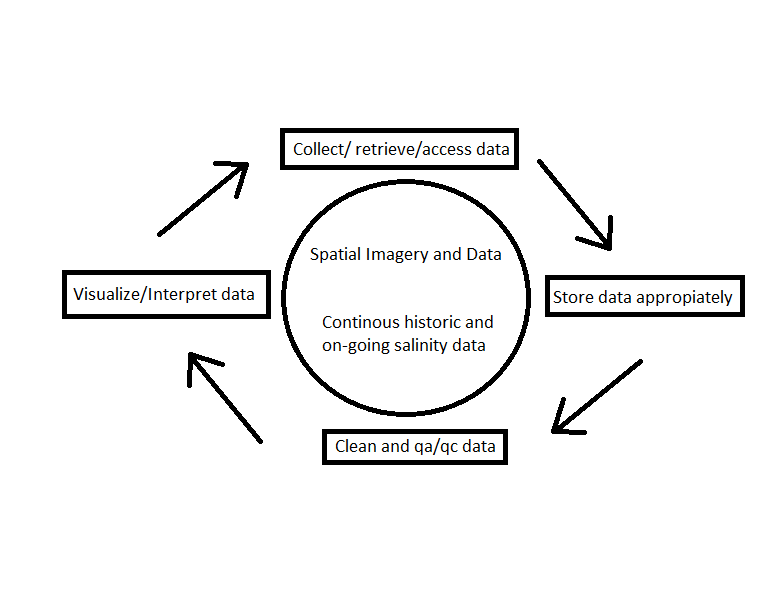 Collect/ retrieve/access data
Spatial Imagery and Data
Visualize/Interpret data
Store data appropiately
Continous historic and
on-going salinity data
Clean and qa/qc data